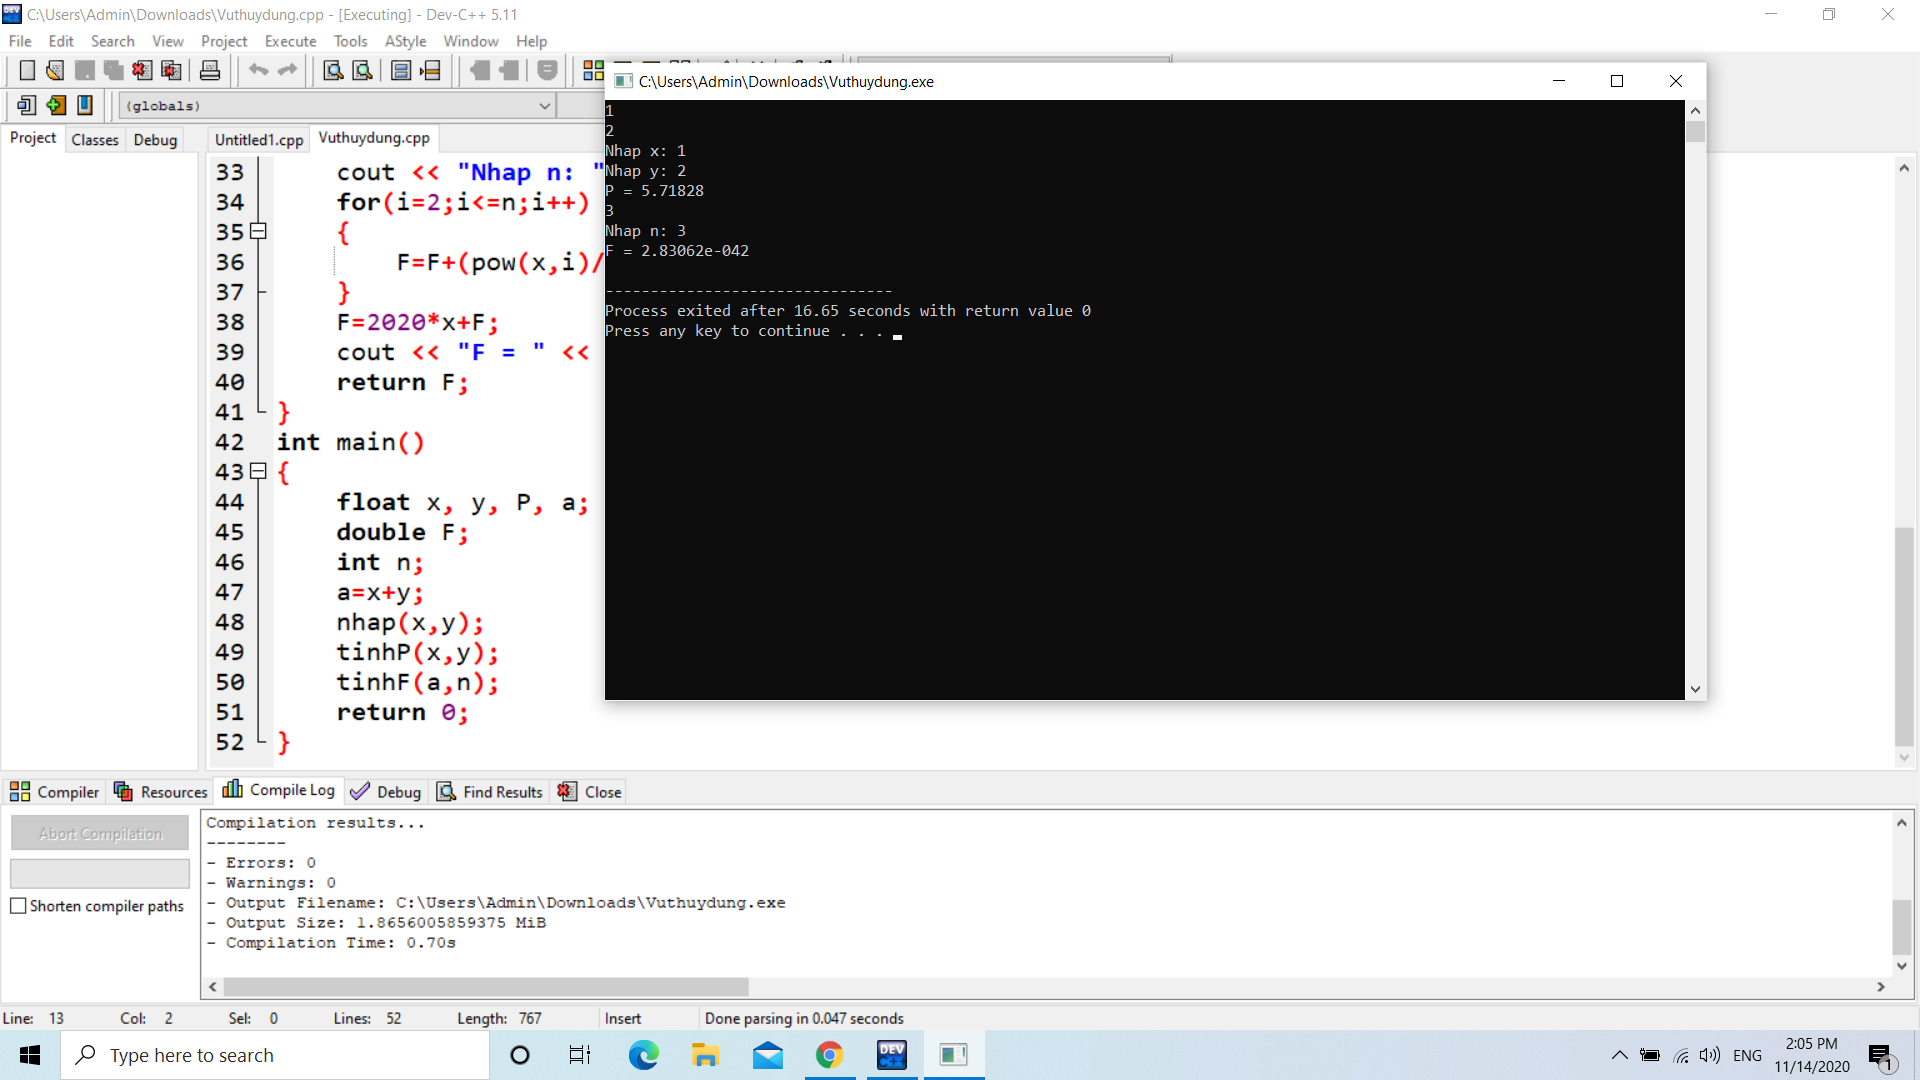 C:\Users\Admin\Downloads\Vuthuydung.cpp - [Executing] - Dev-C++ 5.11
File Edit Search View Project Execute Tools AStyle Window Help
(globals)
Project Classes Debug
Untitled1.cpp Vuthuydung.cpp
33 cout << "Nhap n: "
34 for(i=2;i<=n;i++)
35 {
36 F=F+(pow(x,i)/
37 }
38 F=2020*x+F;
39 cout << "F = " <<
40 return F;
41 }
42 int main()
43 {
44 float x, y, P, a;
45 double F;
46 int n;
47 a=x+y;
48 nhap(x,y);
49 tinhP(x,y);
50 tinhF(a,n);
51 return 0;
52 }
C:\Users\Admin\Downloads\Vuthuydung.exe
1
2
Nhap x: 1
Nhap y: 2
P = 5.71828
3
Nhap n: 3
F = 2.83062e-042
--------------------------------
Process exited after 16.65 seconds with return value 0
Press any key to continue . . .
Compiler Resources Compile Log Debug Find Results Close
Abort Compilation
Shorten compiler paths
Compilation results...
--------
- Errors: 0
- Warnings: 0
- Output Filename: C:\Users\Admin\Downloads\Vuthuydung.exe
- Output Size: 1.8656005859375 MiB
- Compilation Time: 0.70s
Line: 13 Col: 2 Sel: 0 Lines: 52 Length: 767 Insert Done parsing in 0.047 seconds
Type here to search
DEV C++
ENG
2:05 PM
11/14/2020
1